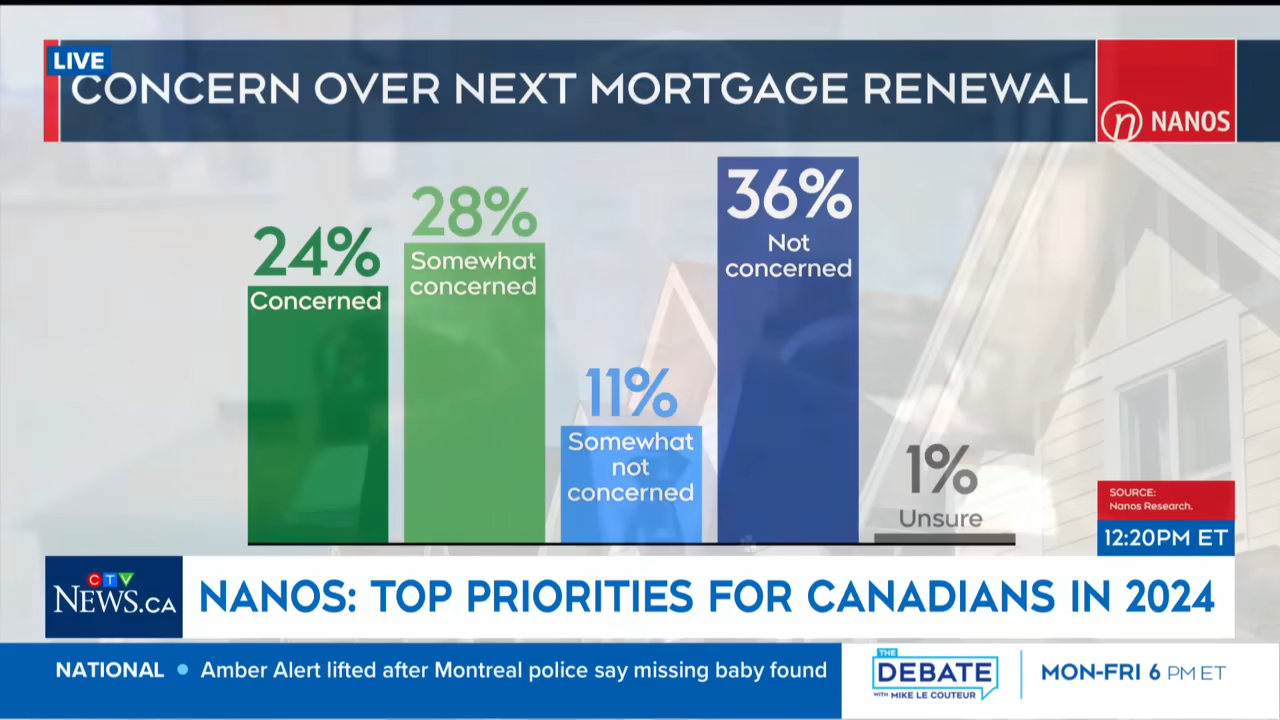 LIVE
CONCERN OVER NEXT MORTGAGE RENEWAL
n NANOS
24%
Concerned
28%
Somewhat
concerned
11%
Somewhat
not
concerned
36%
Not
concerned
1%
Unsure
SOURCE:
Nanos Research.
12:20PM ET
CTV
NEWS.CA
NANOS: TOP PRIORITIES FOR CANADIANS IN 2024
NATIONAL • Amber Alert lifted after Montreal police say missing baby found
THE
DEBATE
WITH MIKE LE COUTEUR
MON-FRI 6 PM ET